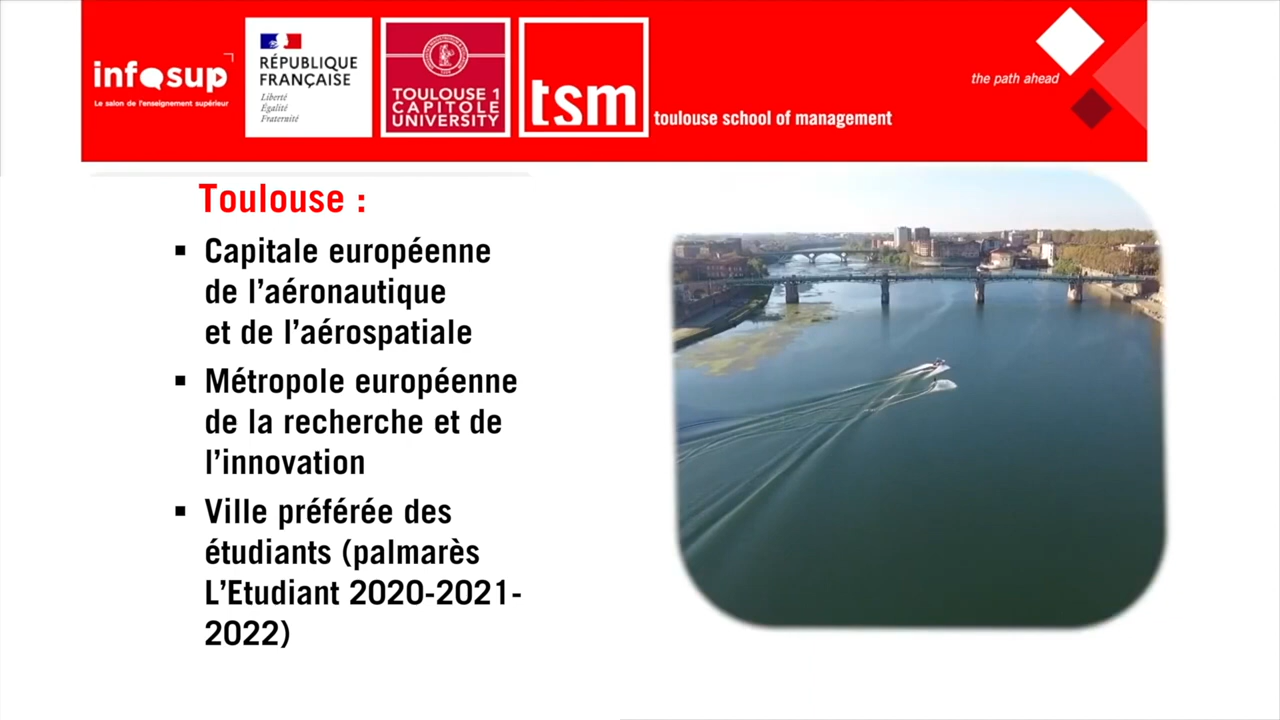 infosup
Le salon de l'enseignement supérieur
RÉPUBLIQUE
FRANÇAISE
Liberté
Égalité
Fraternité
TOULOUSE 1
CAPITOLE
UNIVERSITY
tsm
toulouse school of management
the path ahead
Toulouse :
▪ Capitale européenne
de l’aéronautique
et de l’aérospatiale
▪ Métropole européenne
de la recherche et de
l’innovation
▪ Ville préférée des
étudiants (palmarès
L’Etudiant 2020-2021-
2022)